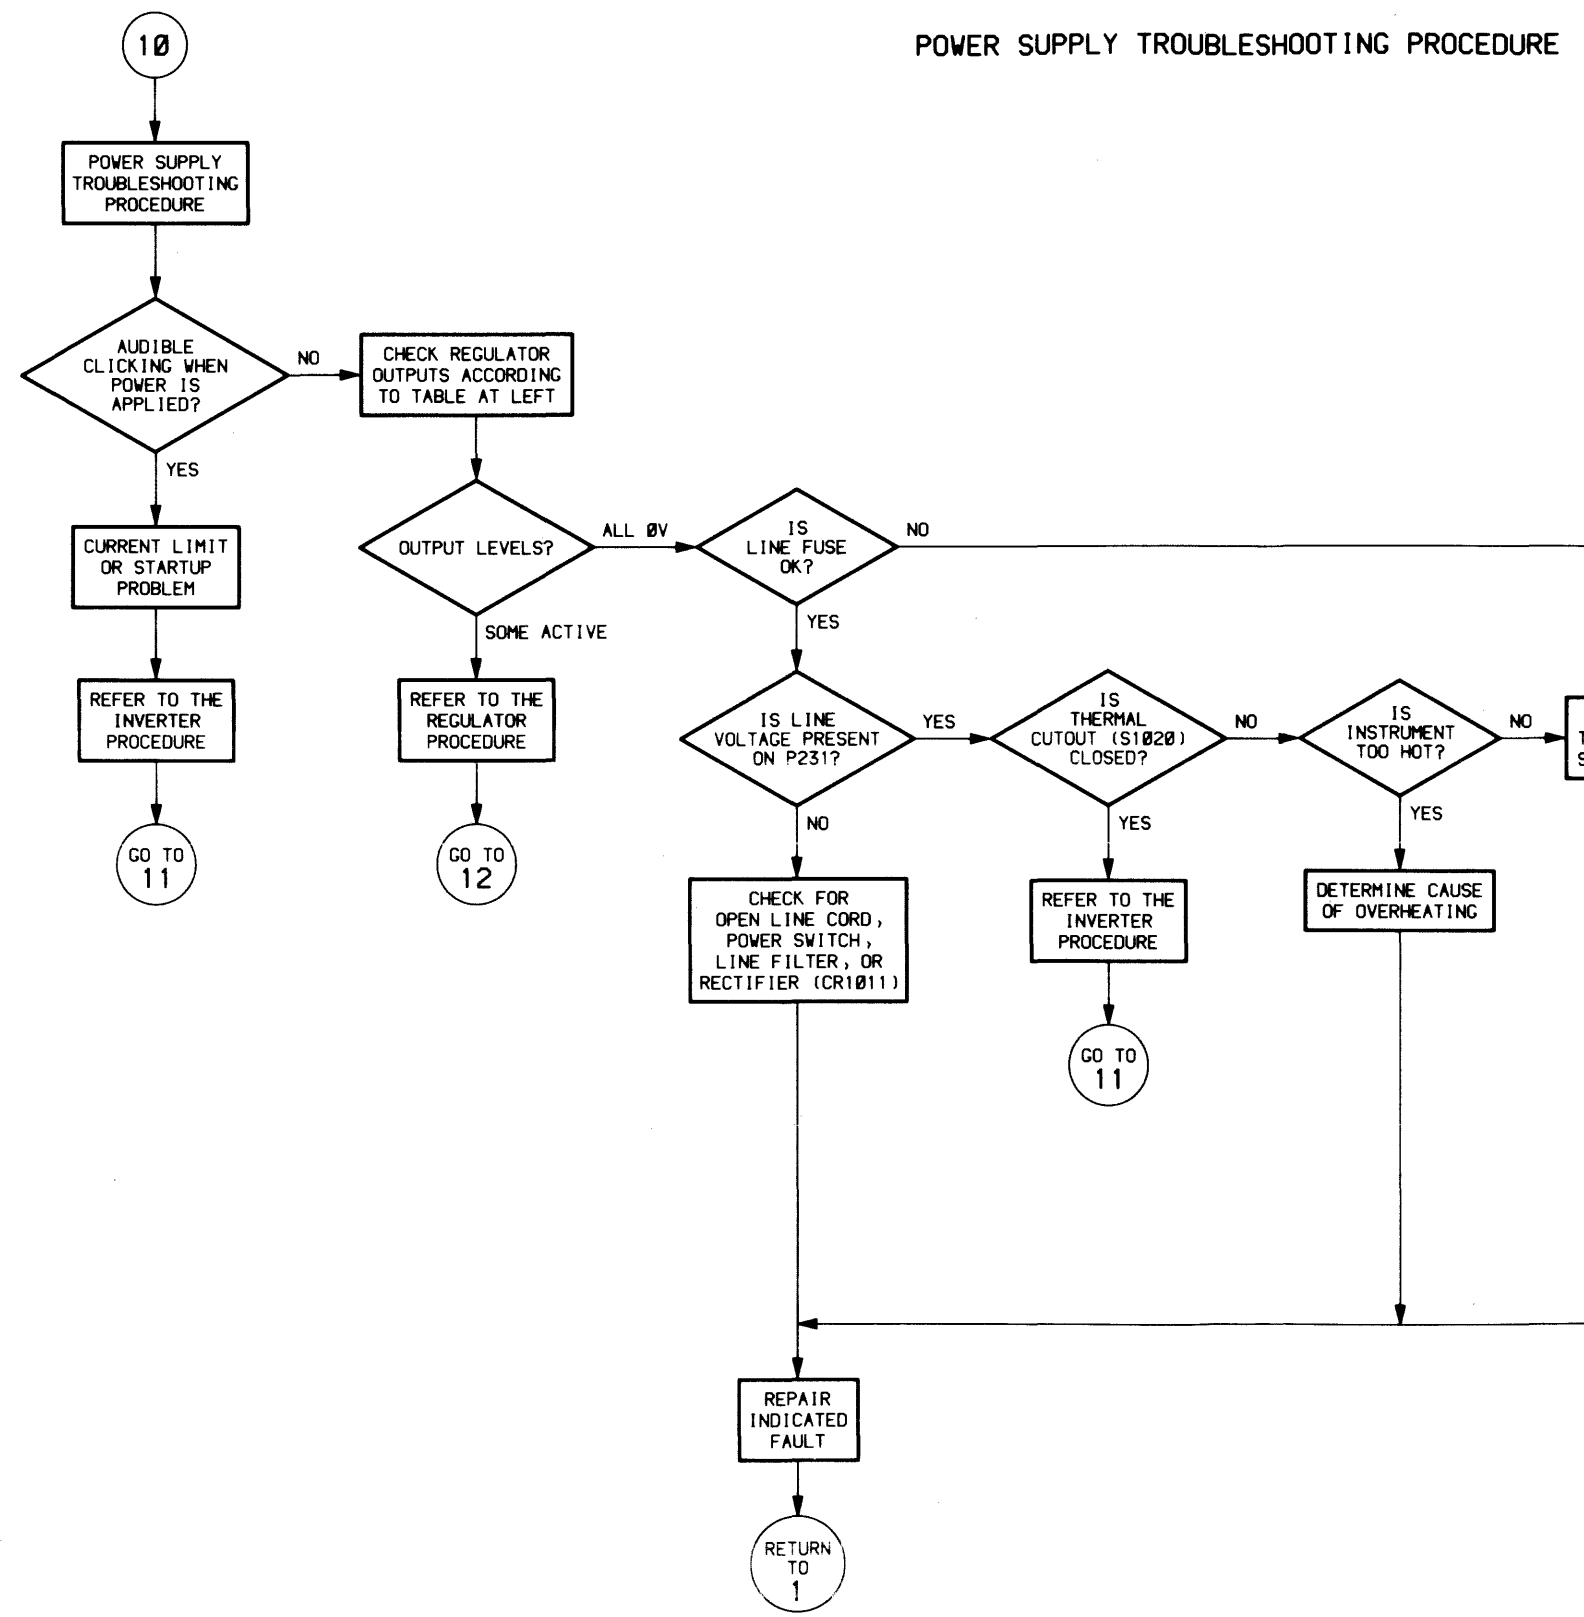 POWER SUPPLY TROUBLESHOOTING PROCEDURE
10
POWER SUPPLY
TROUBLESHOOTING
PROCEDURE
AUDIBLE
CLICKING WHEN
POWER IS
APPLIED?
NO
YES
CHECK REGULATOR
OUTPUTS ACCORDING
TO TABLE AT LEFT
CURRENT LIMIT
OR STARTUP
PROBLEM
REFER TO THE
INVERTER
PROCEDURE
GO TO
11
OUTPUT LEVELS?
ALL 0V
SOME ACTIVE
REFER TO THE
REGULATOR
PROCEDURE
GO TO
12
IS
LINE FUSE
OK?
NO
YES
IS LINE
VOLTAGE PRESENT
ON P231?
YES
NO
CHECK FOR
OPEN LINE CORD,
POWER SWITCH,
LINE FILTER, OR
RECTIFIER (CR1011)
IS
THERMAL
CUTOUT (S1020)
CLOSED?
NO
YES
REFER TO THE
INVERTER
PROCEDURE
GO TO
11
IS
INSTRUMENT
TOO HOT?
NO
YES
DETERMINE CAUSE
OF OVERHEATING
REPAIR
INDICATED
FAULT
RETURN
TO
1